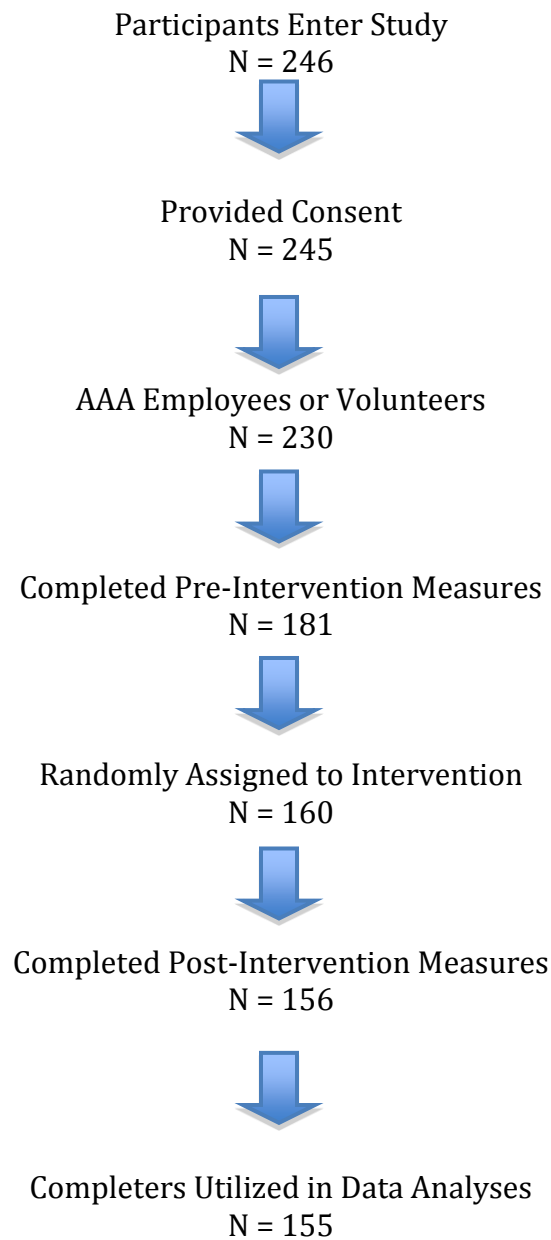 Participants Enter Study
N = 246
Provided Consent
N = 245
AAA Employees or Volunteers
N = 230
Completed Pre-Intervention Measures
N = 181
Randomly Assigned to Intervention
N = 160
Completed Post-Intervention Measures
N = 156
Completers Utilized in Data Analyses
N = 155